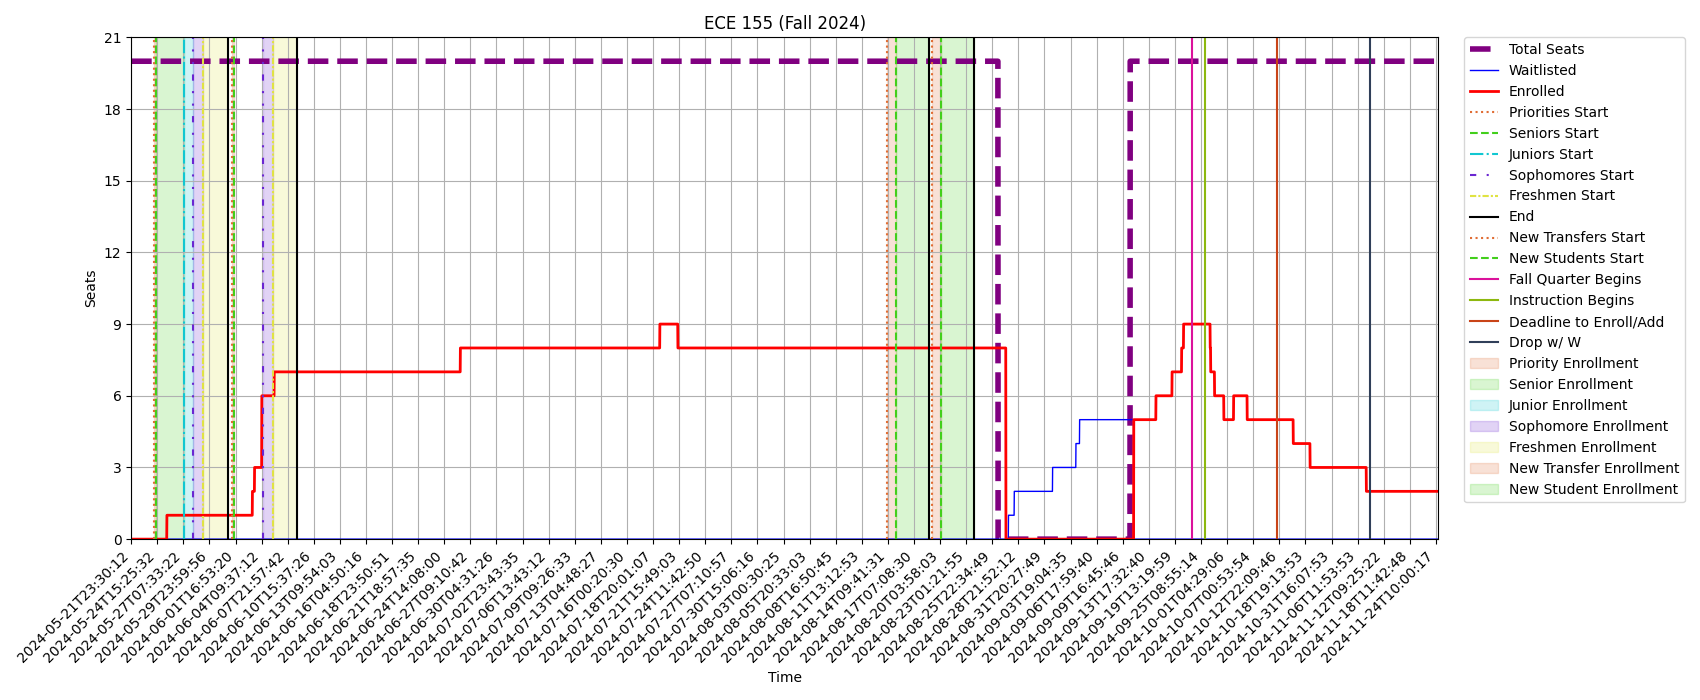 ECE 155 (Fall 2024)
Seats
21
18
15
12
9
6
3
0
2024-05-21T23:30:12
2024-05-24T15:25:32
2024-05-27T07:33:22
2024-05-29T23:59:56
2024-06-01T16:53:20
2024-06-04T09:37:12
2024-06-07T21:57:42
2024-06-10T15:37:26
2024-06-13T09:54:03
2024-06-16T04:50:16
2024-06-18T23:50:51
2024-06-21T18:57:35
2024-06-24T14:08:00
2024-06-27T09:10:42
2024-06-30T04:31:26
2024-07-02T23:43:35
2024-07-06T13:43:12
2024-07-09T09:26:33
2024-07-13T04:48:27
2024-07-16T00:20:30
2024-07-18T20:01:07
2024-07-21T15:49:03
2024-07-24T11:42:50
2024-07-27T07:10:57
2024-07-30T15:06:16
2024-08-03T00:30:25
2024-08-05T20:33:03
2024-08-08T16:50:45
2024-08-11T13:12:53
2024-08-14T09:41:31
2024-08-17T07:08:30
2024-08-20T03:58:03
2024-08-23T01:21:55
2024-08-25T22:34:49
2024-08-28T21:52:12
2024-08-31T20:27:49
2024-09-03T19:04:35
2024-09-06T17:59:40
2024-09-09T16:45:46
2024-09-13T17:32:40
2024-09-19T13:19:59
2024-09-25T08:55:14
2024-10-01T04:29:06
2024-10-07T00:53:54
2024-10-12T22:09:46
2024-10-18T19:13:53
2024-10-31T16:07:53
2024-11-06T11:53:53
2024-11-12T09:25:22
2024-11-18T11:42:48
2024-11-24T10:00:17
Time
Total Seats
Waitlisted
Enrolled
Priorities Start
Seniors Start
Juniors Start
Sophomores Start
Freshmen Start
End
New Transfers Start
New Students Start
Fall Quarter Begins
Instruction Begins
Deadline to Enroll/Add
Drop w/ W
Priority Enrollment
Senior Enrollment
Junior Enrollment
Sophomore Enrollment
Freshmen Enrollment
New Transfer Enrollment
New Student Enrollment